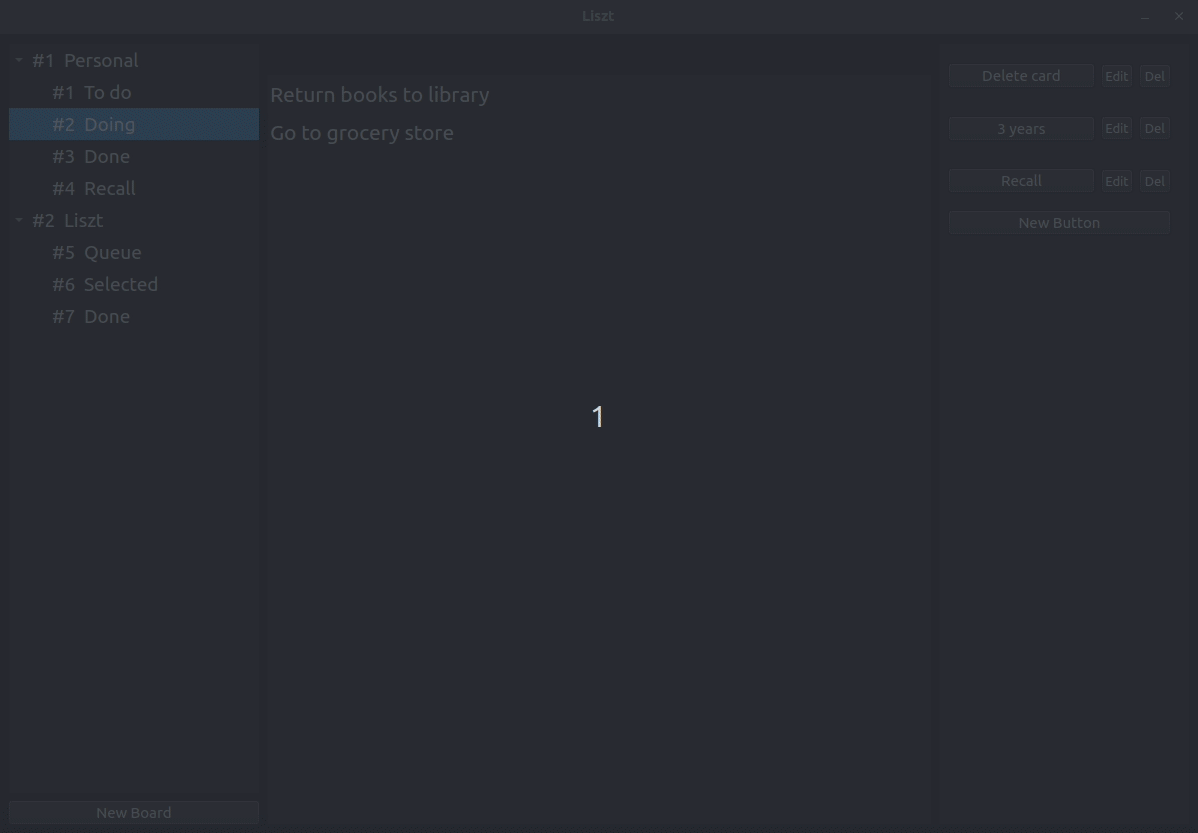 Liszt
#1 Personal
#1 To do
#2 Doing
#3 Done
#4 Recall
#2 Liszt
#5 Queue
#6 Selected
#7 Done
New Board
Return books to library
Go to grocery store
1
Delete card Edit Del
3 years Edit Del
Recall Edit Del
New Button